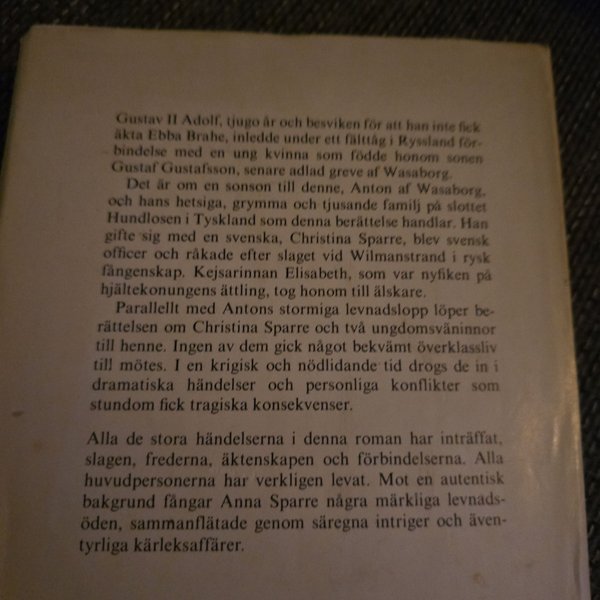 Gustav II Adolf, tjugo år och besviken för att han inte fick
äkta Ebba Brahe, inledde under ett fälttåg i Ryssland för-
bindelse med en ung kvinna som födde honom sonen
Gustaf Gustafsson, senare adlad greve af Wasaborg.
Det är om en sonson till denne, Anton af Wasaborg,
och hans hetsiga, grymma och tjusande familj på slottet
Hundlosen i Tyskland som denna berättelse handlar. Han
gifte sig med en svenska, Christina Sparre, blev svensk
officer och råkade efter slaget vid Wilmanstrand i rysk
fångenskap. Kejsarinnan Elisabeth, som var nyfiken på
hjältekonungens ättling, tog honom till älskare.
Parallellt med Antons stormiga levnadslopp löper be-
rättelsen om Christina Sparre och två ungdomsväninnor
till henne. Ingen av dem gick något bekvämt överklassliv
till mötes. I en krigisk och nödlidande tid drogs de in i
dramatiska händelser och personliga konflikter som
stundom fick tragiska konsekvenser.
Alla de stora händelserna i denna roman har inträffat,
slagen, frederna, äktenskapen och förbindelserna. Alla
huvudpersonerna har verkligen levat. Mot en autentisk
bakgrund fångar Anna Sparre några märkliga levnads-
öden, sammanflätade genom säregna intriger och även-
tyrliga kärleksaffärer.